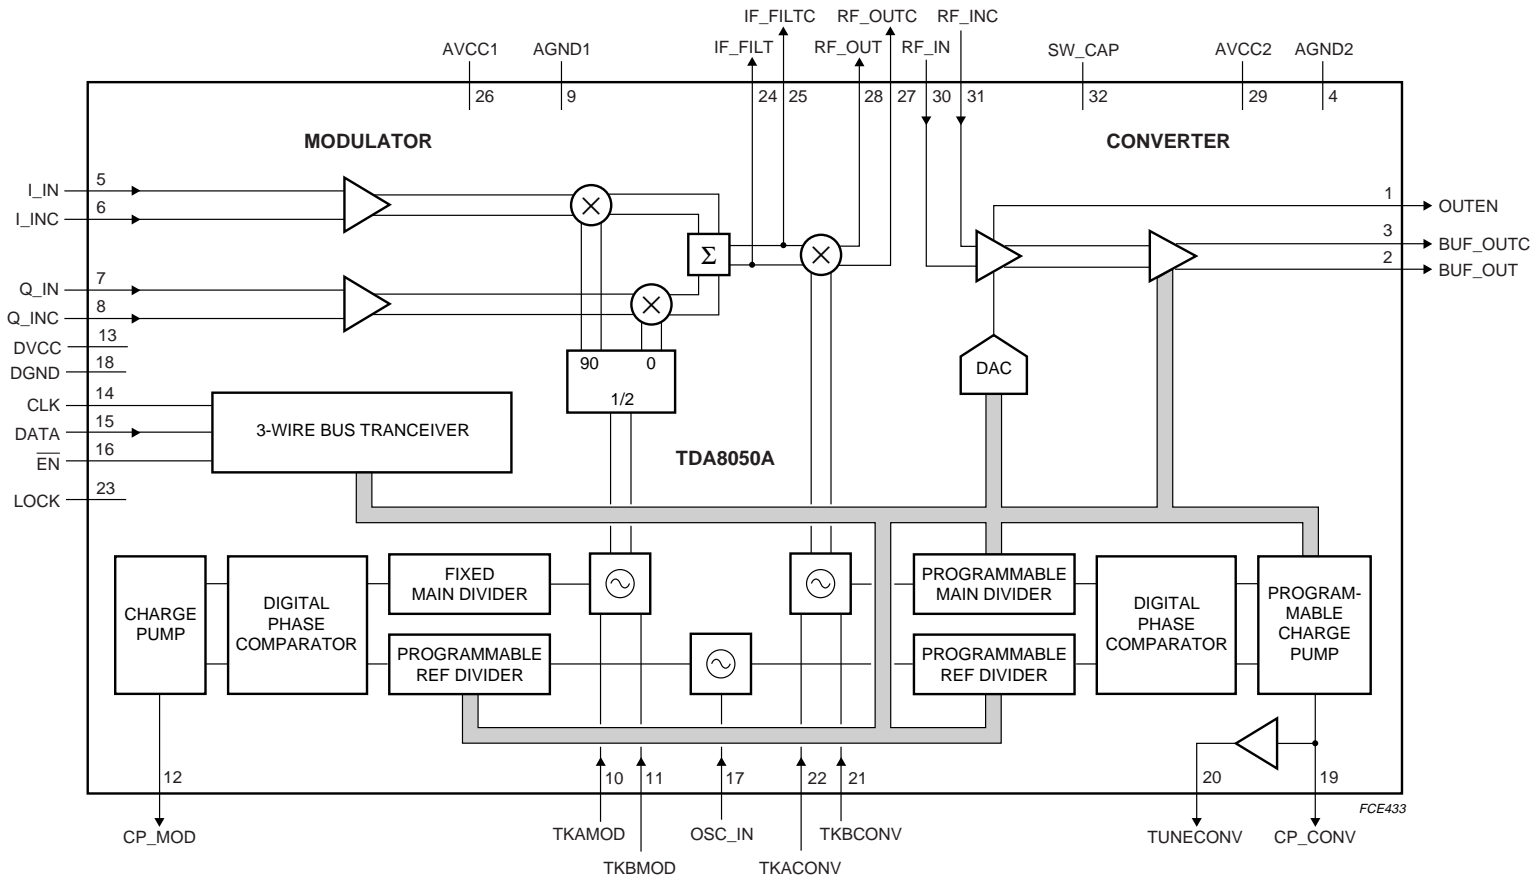 IF_FILTC RF_OUTC RF_INC
AVCC1 AGND1 IF_FILT RF_OUT RF_IN SW_CAP AVCC2 AGND2
26 9 24 25 28 27 30 31 32 29 4
MODULATOR CONVERTER
I_IN 5
I_INC 6
1 OUTEN
3 BUF_OUTC
2 BUF_OUT
Σ
Q_IN 7
Q_INC 8
DVCC 13
DGND 18
90 0
1/2
DAC
CLK 14
DATA 15
EN 16
3-WIRE BUS TRANCEIVER
TDA8050A
LOCK 23
CHARGE
PUMP
DIGITAL
PHASE
COMPARATOR
FIXED
MAIN DIVIDER
PROGRAMMABLE
REF DIVIDER
PROGRAMMABLE
MAIN DIVIDER
PROGRAMMABLE
REF DIVIDER
DIGITAL
PHASE
COMPARATOR
PROGRAM-
MABLE
CHARGE
PUMP
12 10 11 17 22 21 20 19
FCE433
CP_MOD TKAMOD OSC_IN TKBCONV TUNECONV CP_CONV
TKBMOD TKACONV